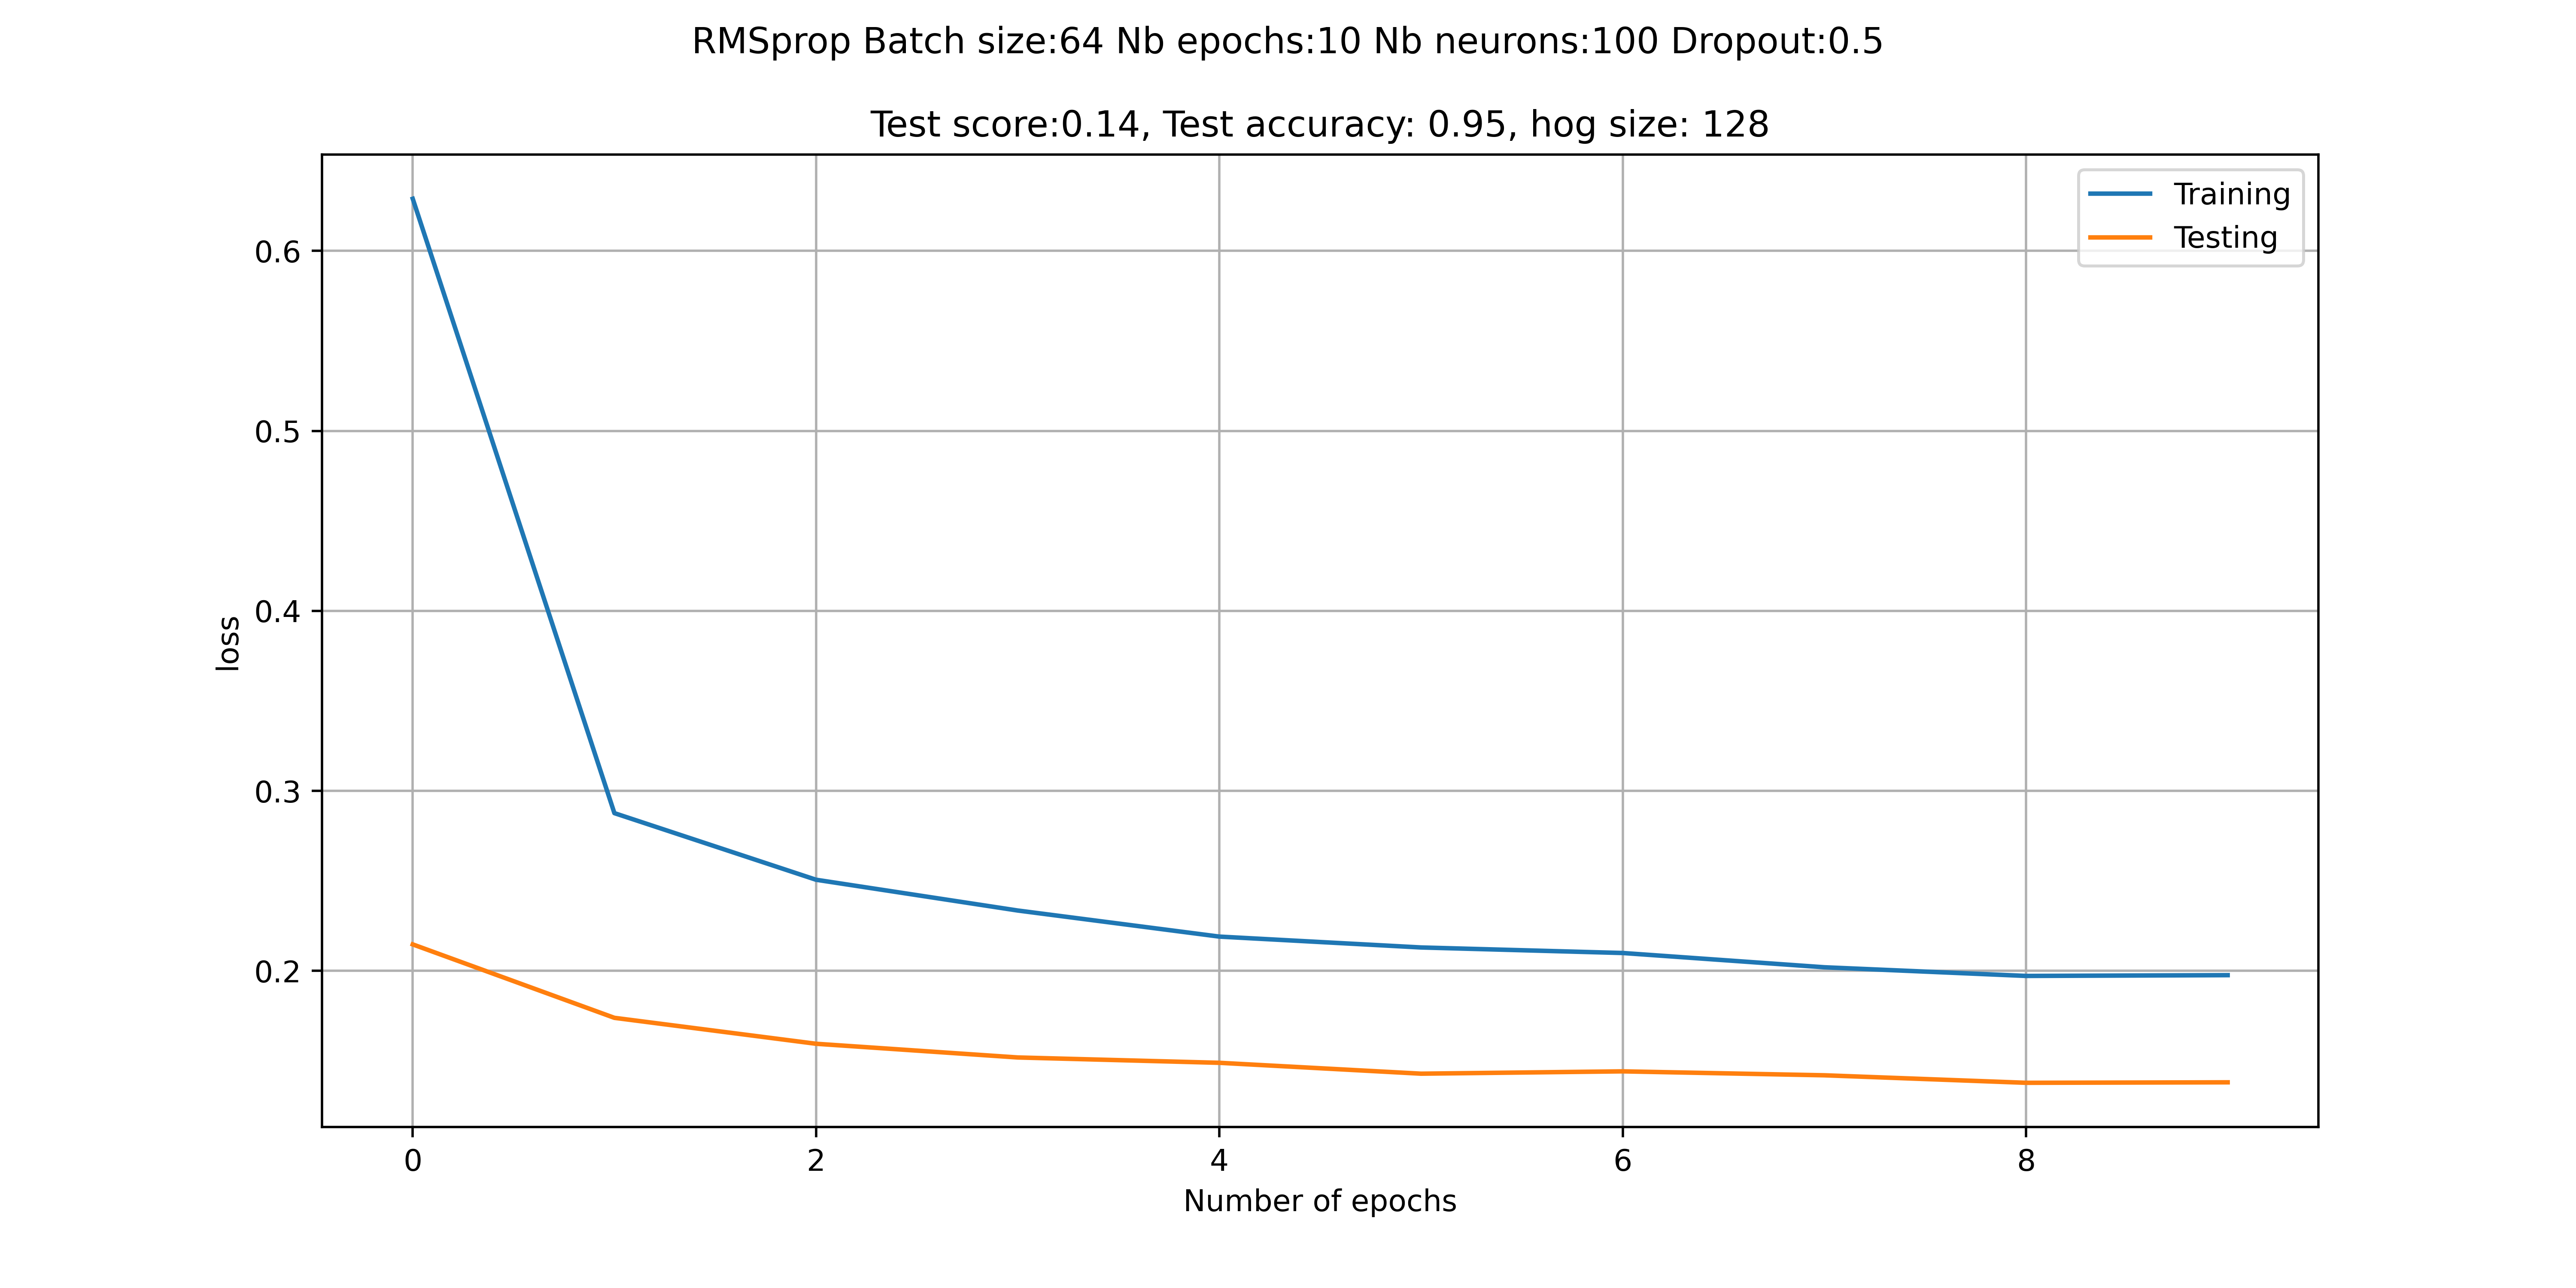 RMSprop Batch size:64 Nb epochs:10 Nb neurons:100 Dropout:0.5
Test score:0.14, Test accuracy: 0.95, hog size: 128
Training
Testing
0.6
0.5
0.4
0.3
0.2
loss
0 2 4 6 8
Number of epochs